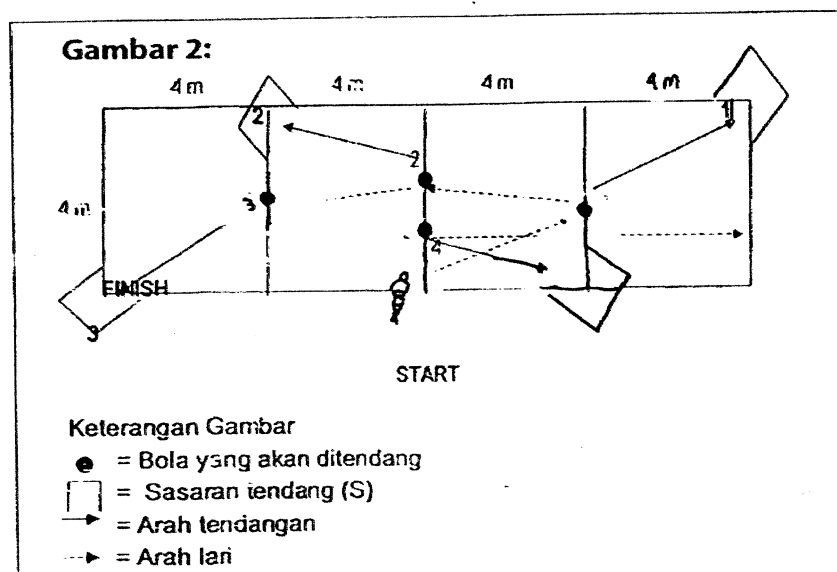 Gambar 2:
4 m 4 m 4 m 4 m
2 1
2
3
4 m
4
FINISH
3
START
Keterangan Gambar
= Bola yang akan ditendang
= Sasaran tendang (S)
= Arah tendangan
= Arah lari